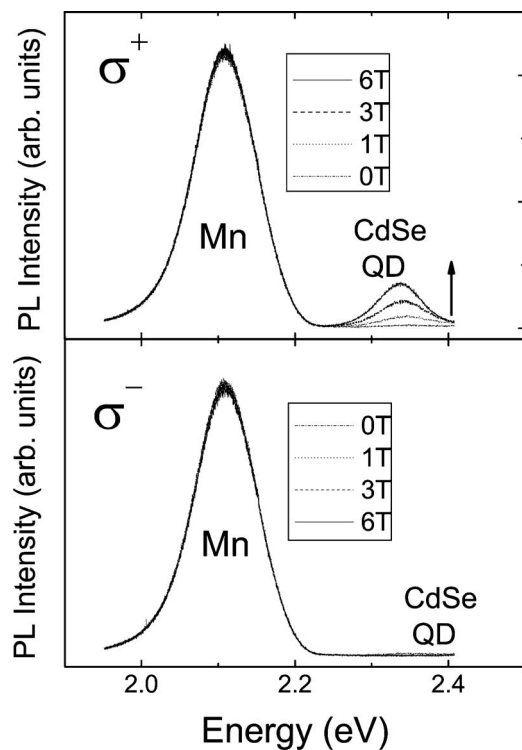 σ+
PL Intensity (arb. units)
6T
3T
1T
0T
Mn
CdSe
QD
σ−
PL Intensity (arb. units)
0T
1T
3T
6T
Mn
CdSe
QD
2.0 2.2 2.4
Energy (eV)